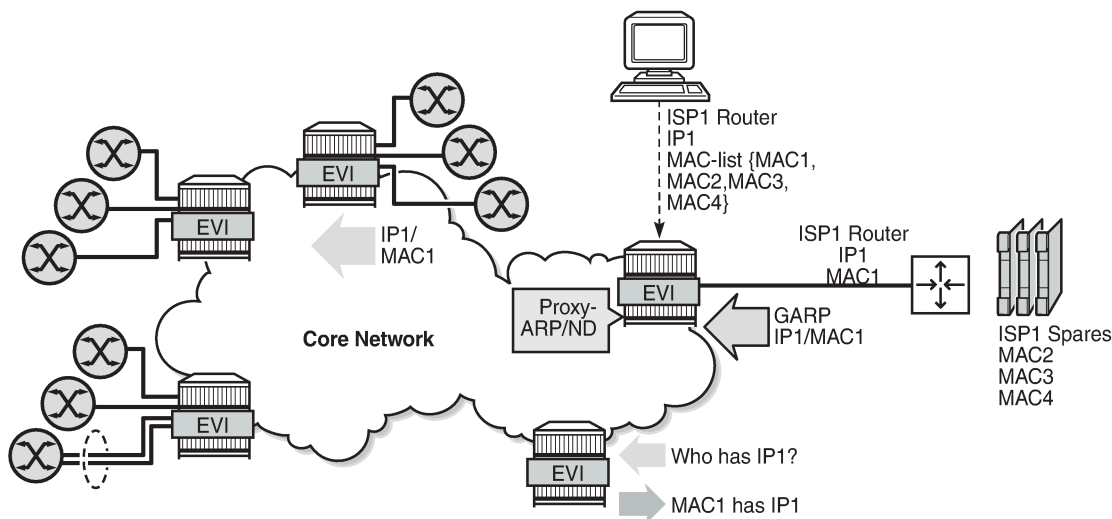 ISP1 Router
IP1
MAC-list {MAC1,
MAC2,MAC3,
MAC4}
EVI
EVI
IP1/
MAC1
ISP1 Router
IP1
MAC1
EVI
Proxy-
ARP/ND
GARP
IP1/MAC1
ISP1 Spares
MAC2
MAC3
MAC4
Core Network
EVI
EVI
Who has IP1?
MAC1 has IP1